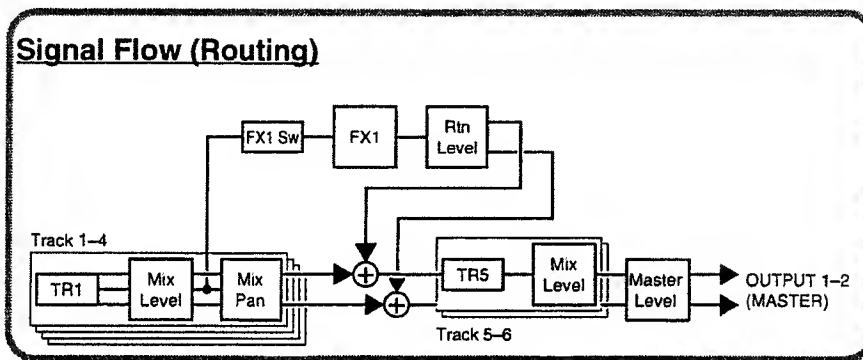 Signal Flow (Routing)
FX1 Sw
FX1
Rtn
Level
Track 1–4
TR1
Mix
Level
Mix
Pan
TR5
Mix
Level
Master
Level
OUTPUT 1–2
(MASTER)
Track 5–6